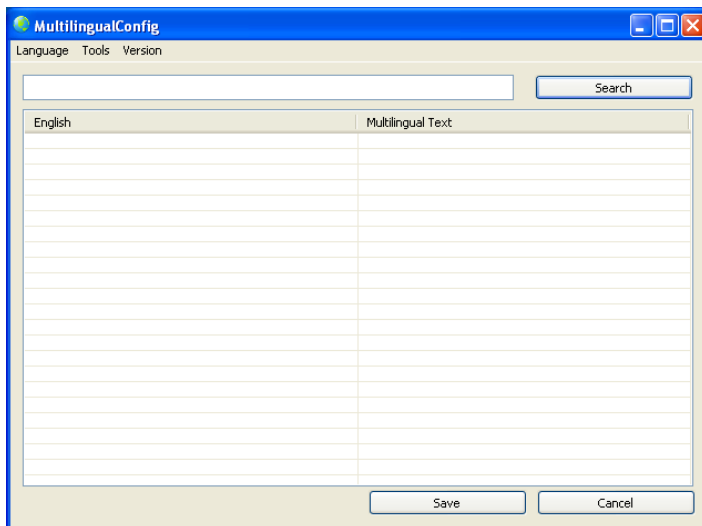 MultilingualConfig
Language Tools Version
Search
English Multilingual Text
Save Cancel